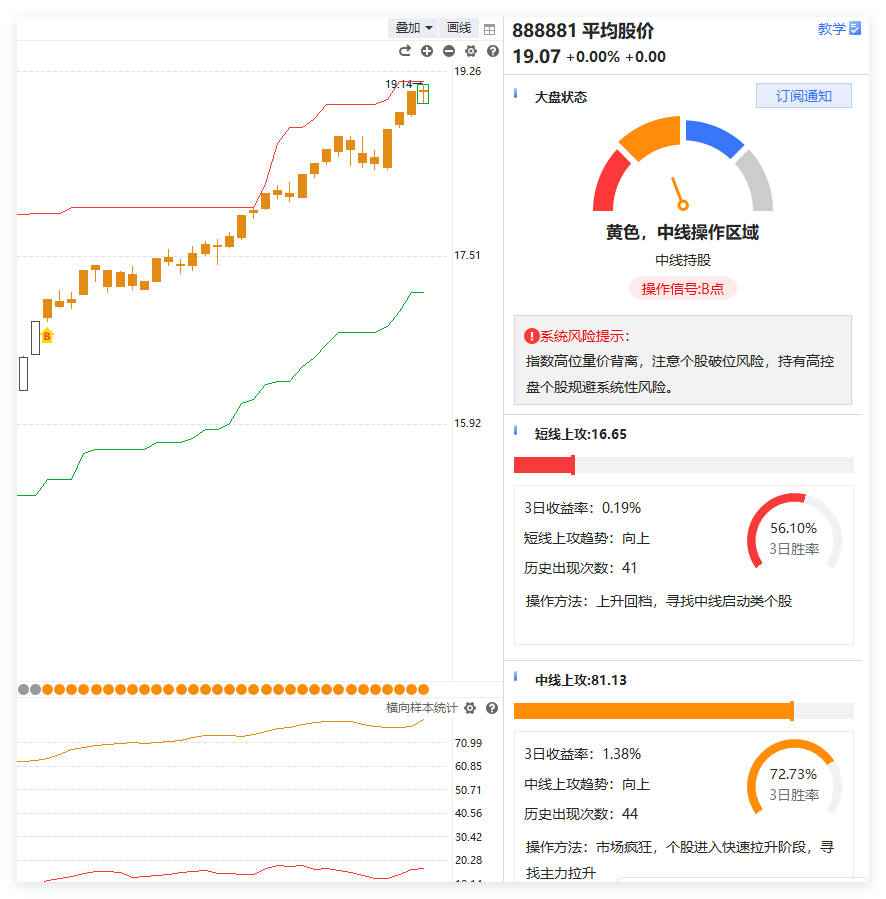 叠加 画线
19.26
19.14
17.51
B
15.92
横向样本统计
70.99
60.85
50.71
40.56
30.42
20.28
888881 平均股价
教学
19.07 +0.00% +0.00
大盘状态
订阅通知
黄色，中线操作区域
中线持股
操作信号:B点
系统风险提示：
指数高位量价背离，注意个股破位风险，持有高控
盘个股规避系统性风险。
短线上攻:16.65
3日收益率：0.19%
短线上攻趋势：向上
历史出现次数：41
56.10%
3日胜率
操作方法：上升回档，寻找中线启动类个股
中线上攻:81.13
3日收益率：1.38%
中线上攻趋势：向上
历史出现次数：44
72.73%
3日胜率
操作方法：市场疯狂，个股进入快速拉升阶段，寻
找主力拉升